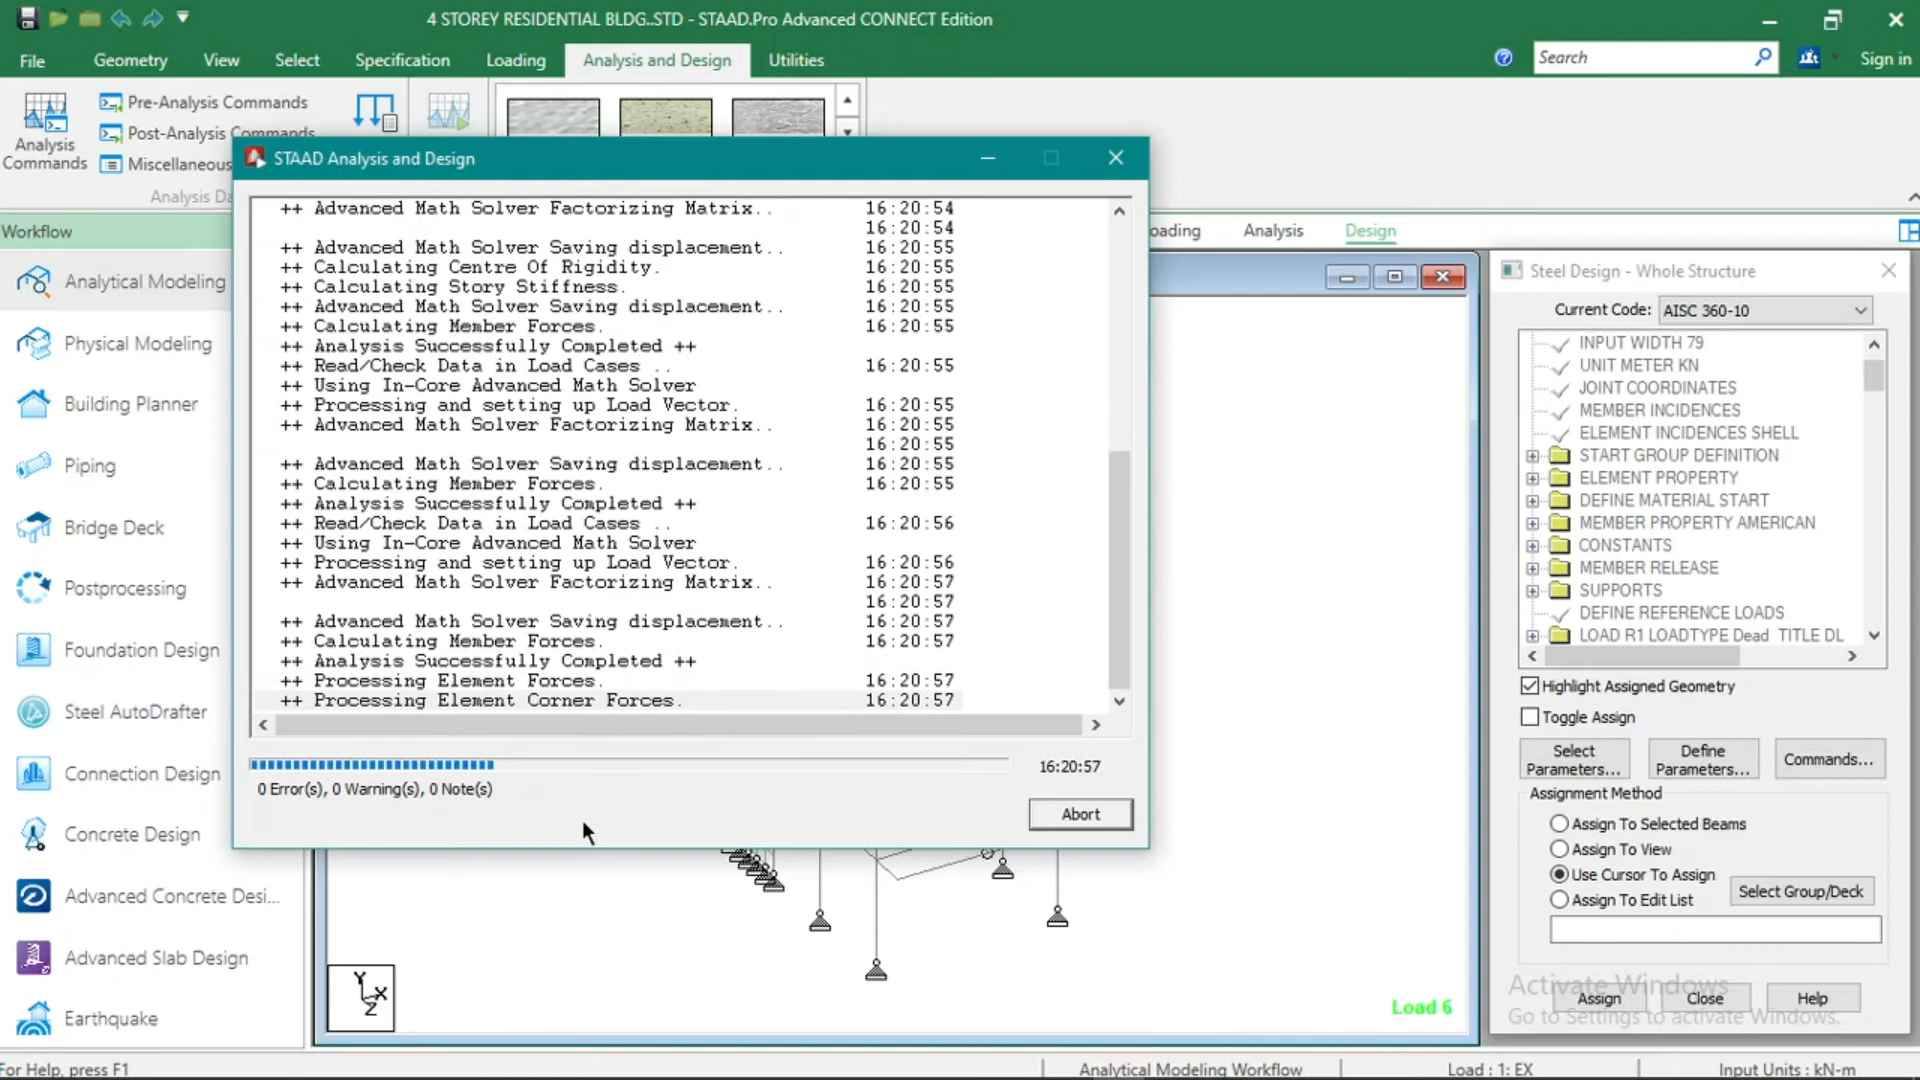 4 STOREY RESIDENTIAL BLDG..STD - STAAD.Pro Advanced CONNECT Edition
File
Geometry
View
Select
Specification
Loading
Analysis and Design
Utilities
Search
Sign in
Analysis Commands
Pre-Analysis Commands
Post-Analysis Commands
Miscellaneous
Analysis Da
STAAD Analysis and Design
++ Advanced Math Solver Factorizing Matrix.. 16:20:54
16:20:54
++ Advanced Math Solver Saving displacement.. 16:20:55
++ Calculating Centre Of Rigidity. 16:20:55
++ Calculating Story Stiffness. 16:20:55
++ Advanced Math Solver Saving displacement.. 16:20:55
++ Calculating Member Forces. 16:20:55
++ Analysis Successfully Completed ++
++ Read/Check Data in Load Cases .. 16:20:55
++ Using In-Core Advanced Math Solver
++ Processing and setting up Load Vector. 16:20:55
++ Advanced Math Solver Factorizing Matrix.. 16:20:55
16:20:55
++ Advanced Math Solver Saving displacement.. 16:20:55
++ Calculating Member Forces. 16:20:55
++ Analysis Successfully Completed ++
++ Read/Check Data in Load Cases .. 16:20:56
++ Using In-Core Advanced Math Solver
++ Processing and setting up Load Vector. 16:20:56
++ Advanced Math Solver Factorizing Matrix.. 16:20:57
16:20:57
++ Advanced Math Solver Saving displacement.. 16:20:57
++ Calculating Member Forces. 16:20:57
++ Analysis Successfully Completed ++
++ Processing Element Forces. 16:20:57
++ Processing Element Corner Forces. 16:20:57
16:20:57
0 Error(s), 0 Warning(s), 0 Note(s)
Abort
Workflow
Analytical Modeling
Physical Modeling
Building Planner
Piping
Bridge Deck
Postprocessing
Foundation Design
Steel AutoDrafter
Connection Design
Concrete Design
Advanced Concrete Desi...
Advanced Slab Design
Earthquake
oading
Analysis
Design
Y
X
Z
Load 6
Steel Design - Whole Structure
Current Code: AISC 360-10
INPUT WIDTH 79
UNIT METER KN
JOINT COORDINATES
MEMBER INCIDENCES
ELEMENT INCIDENCES SHELL
START GROUP DEFINITION
ELEMENT PROPERTY
DEFINE MATERIAL START
MEMBER PROPERTY AMERICAN
CONSTANTS
MEMBER RELEASE
SUPPORTS
DEFINE REFERENCE LOADS
LOAD R1 LOADTYPE Dead TITLE DL
Highlight Assigned Geometry
Toggle Assign
Select Parameters...
Define Parameters...
Commands...
Assignment Method
Assign To Selected Beams
Assign To View
Use Cursor To Assign
Assign To Edit List
Select Group/Deck
Activate Windows
Go to Settings to activate Windows.
Assign
Close
Help
For Help, press F1
Analytical Modeling Workflow
Load : 1: EX
Input Units : kN-m